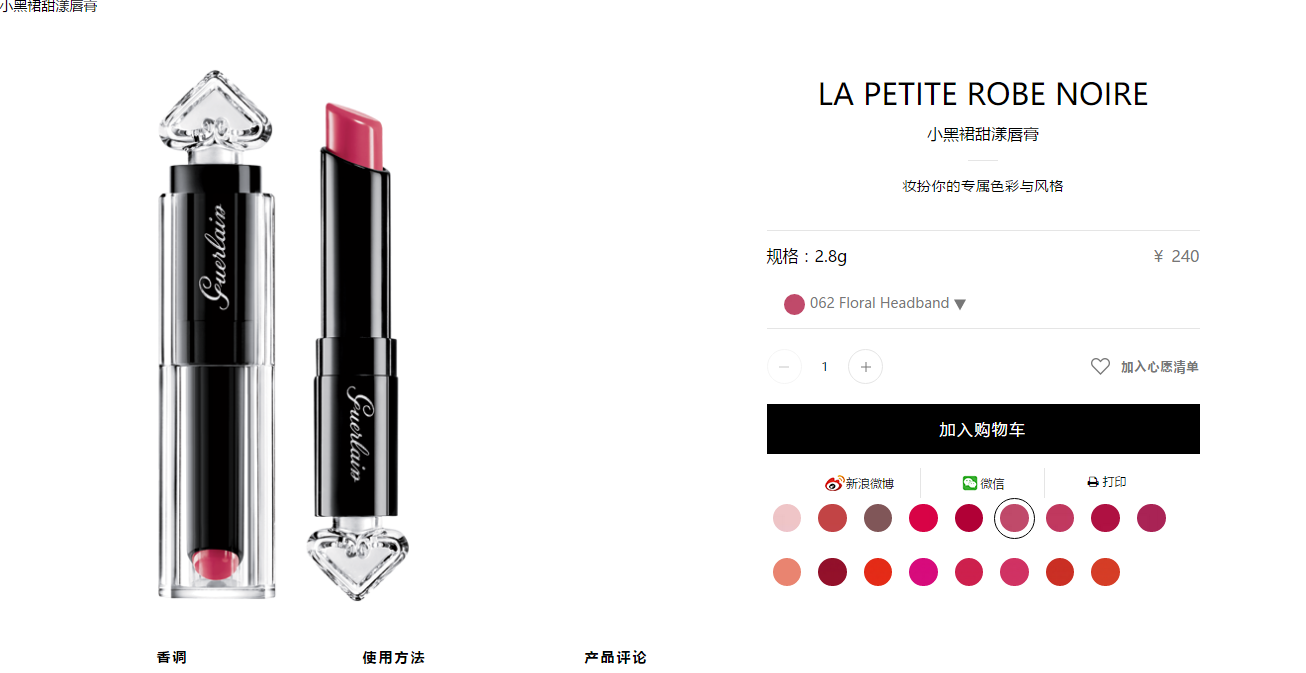 小黑裙甜漾唇膏
Guerlain
Guerlain
LA PETITE ROBE NOIRE
小黑裙甜漾唇膏
妆扮你的专属色彩与风格
规格：2.8g
¥ 240
062 Floral Headband ▼
− 1 +
加入心愿清单
加入购物车
新浪微博
微信
打印
香调
使用方法
产品评论